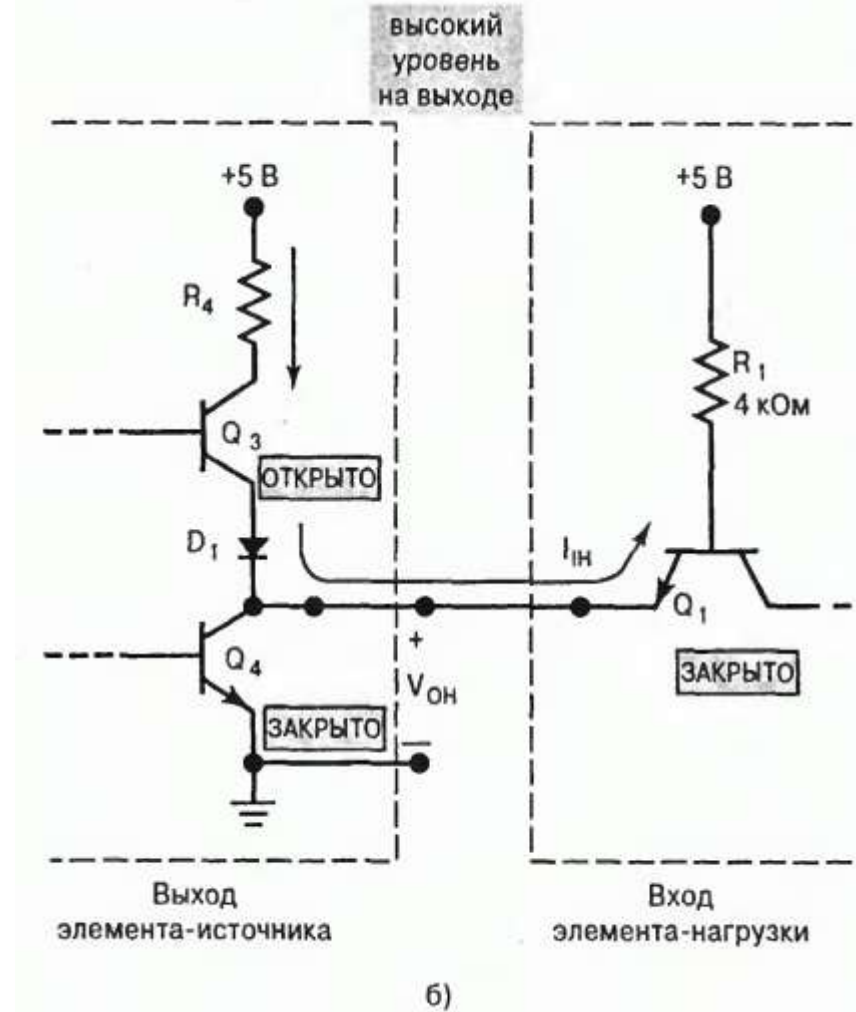 высокий
уровень
на выходе
+5 В
R4
Q3
ОТКРЫТО
D1
Q4
ЗАКРЫТО
+
VOH
−
IIH
+5 В
R1
4 кОм
Q1
ЗАКРЫТО
Выход
элемента-источника
Вход
элемента-нагрузки
б)